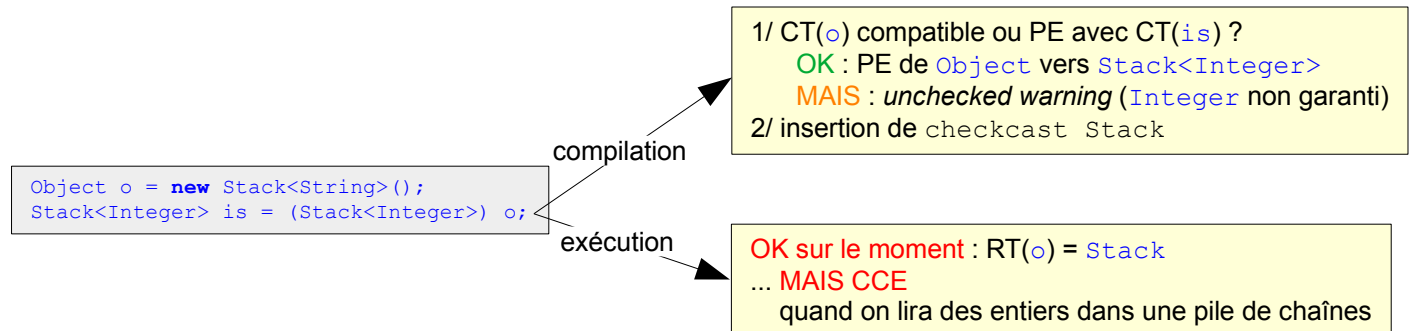 1/ CT(o) compatible ou PE avec CT(is) ?
OK : PE de Object vers Stack<Integer>
MAIS : unchecked warning (Integer non garanti)
2/ insertion de checkcast Stack
compilation
Object o = new Stack<String>();
Stack<Integer> is = (Stack<Integer>) o;
exécution
OK sur le moment : RT(o) = Stack
... MAIS CCE
quand on lira des entiers dans une pile de chaînes